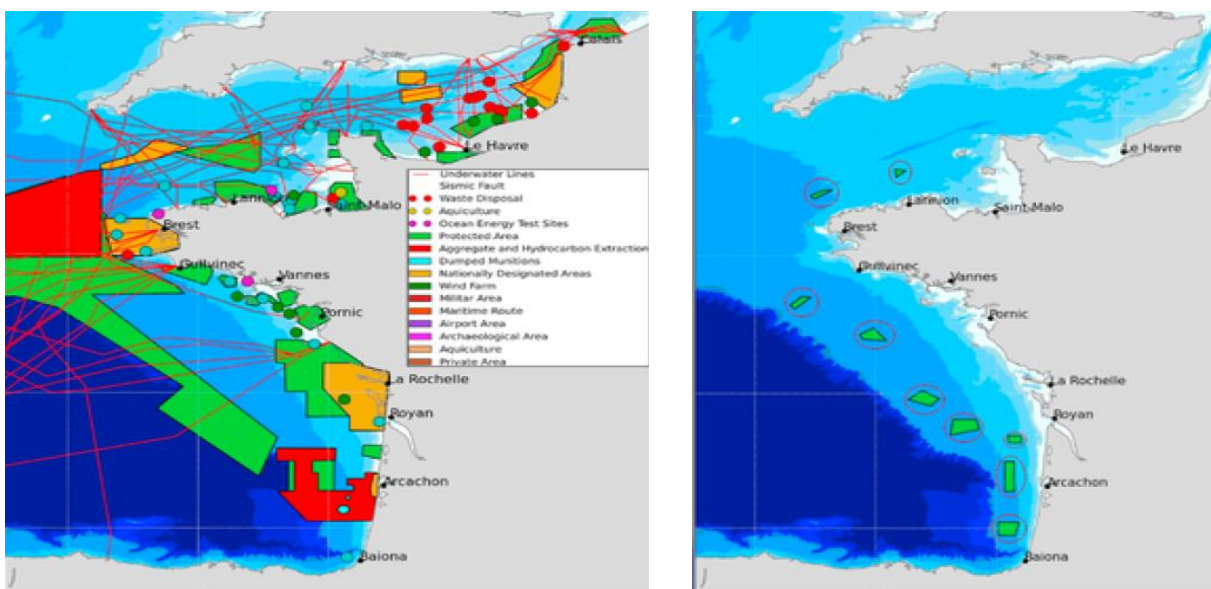 Calais
Le Havre
Underwater Lines
Sismic Fault
Waste Disposal
Aquiculture
Ocean Energy Test Sites
Protected Area
Aggregate and Hydrocarbon Extraction
Dumped Munitions
Nationally Designated Areas
Wind Farm
Militar Area
Maritime Route
Airport Area
Archaeological Area
Aquiculture
Private Area
Lannion
Saint-Malo
Brest
Guilvinec
Vannes
Pornic
La Rochelle
Royan
Arcachon
Baiona
Le Havre
Lannion
Saint-Malo
Brest
Guilvinec
Vannes
Pornic
La Rochelle
Royan
Arcachon
Baiona